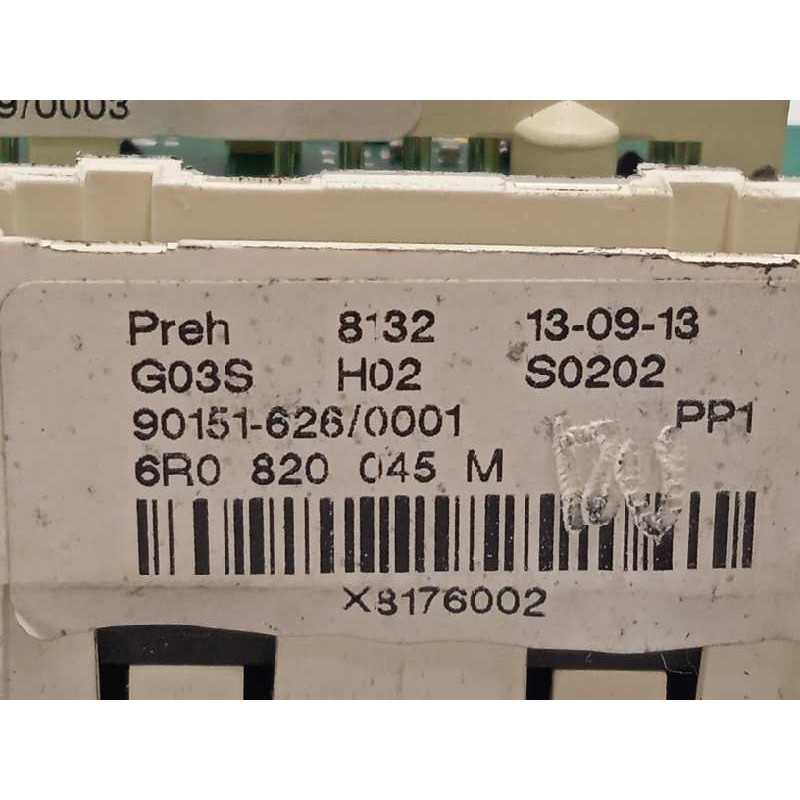 9/0003
Preh 8132 13-09-13
G03S H02 S0202
90151-626/0001 PP1
6R0 820 045 M
X8176002